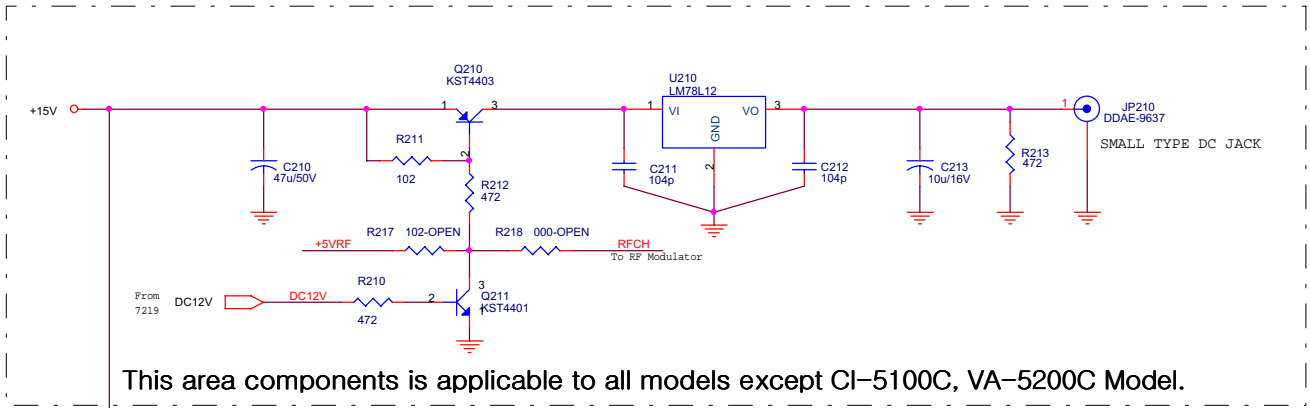 Q210
KST4403
U210
LM78L12
+15V
1
3
1
VI
VO
3
GND
2
1
JP210
DDAE-9637
SMALL TYPE DC JACK
R211
102
2
C210
47u/50V
R212
472
C211
104p
C212
104p
C213
10u/16V
R213
472
R217
102-OPEN
R218
000-OPEN
+5VRF
RFCH
To RF Modulator
From
7219
DC12V
DC12V
R210
472
2
3
1
Q211
KST4401
This area components is applicable to all models except CI-5100C, VA-5200C Model.